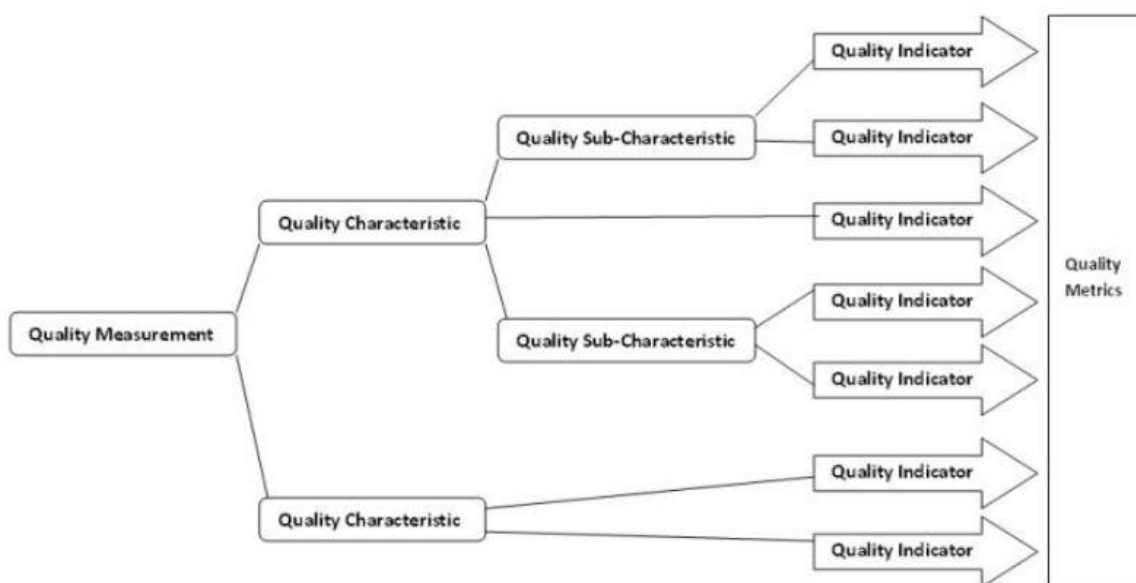 Quality Indicator
Quality Sub-Characteristic
Quality Indicator
Quality Characteristic
Quality Indicator
Quality Metrics
Quality Indicator
Quality Measurement
Quality Sub-Characteristic
Quality Indicator
Quality Indicator
Quality Characteristic
Quality Indicator